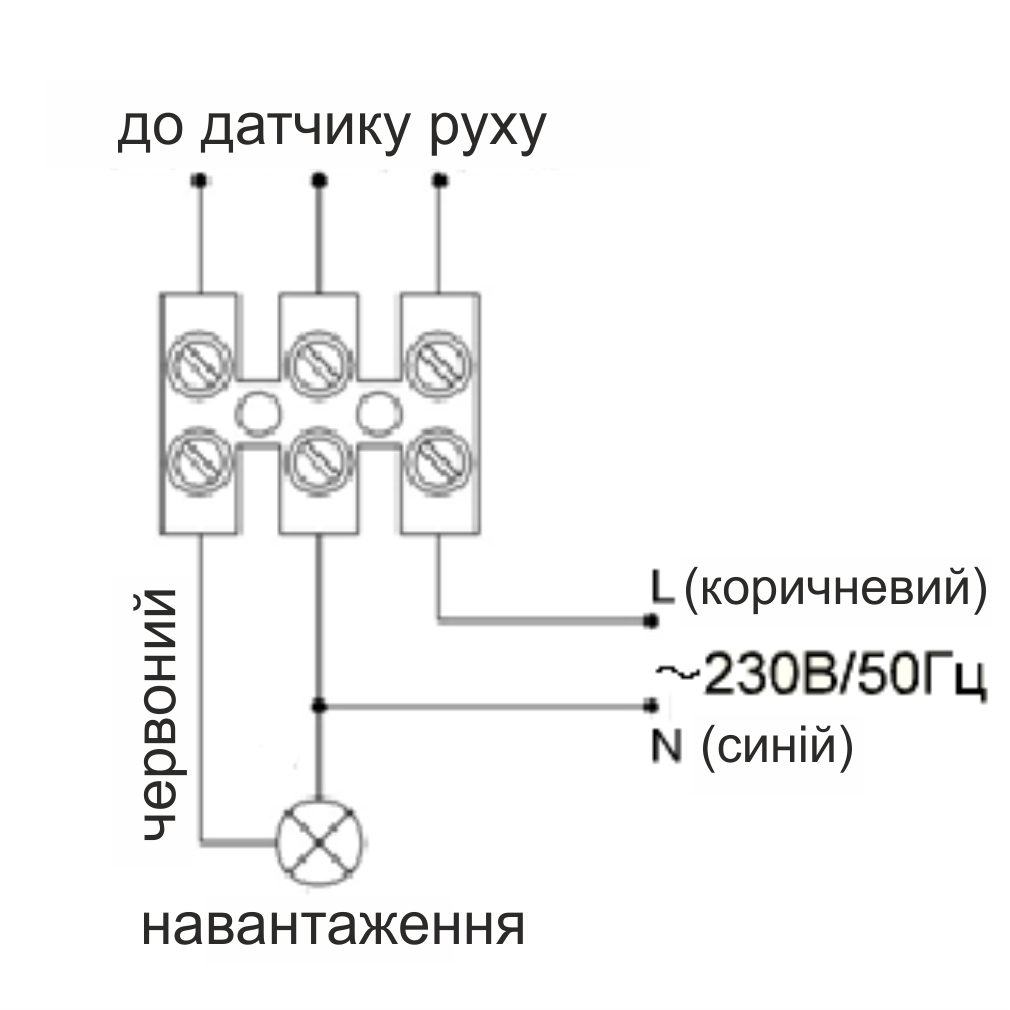 до датчику руху
L (коричневий)
~230В/50Гц
N (синій)
червоний
навантаження